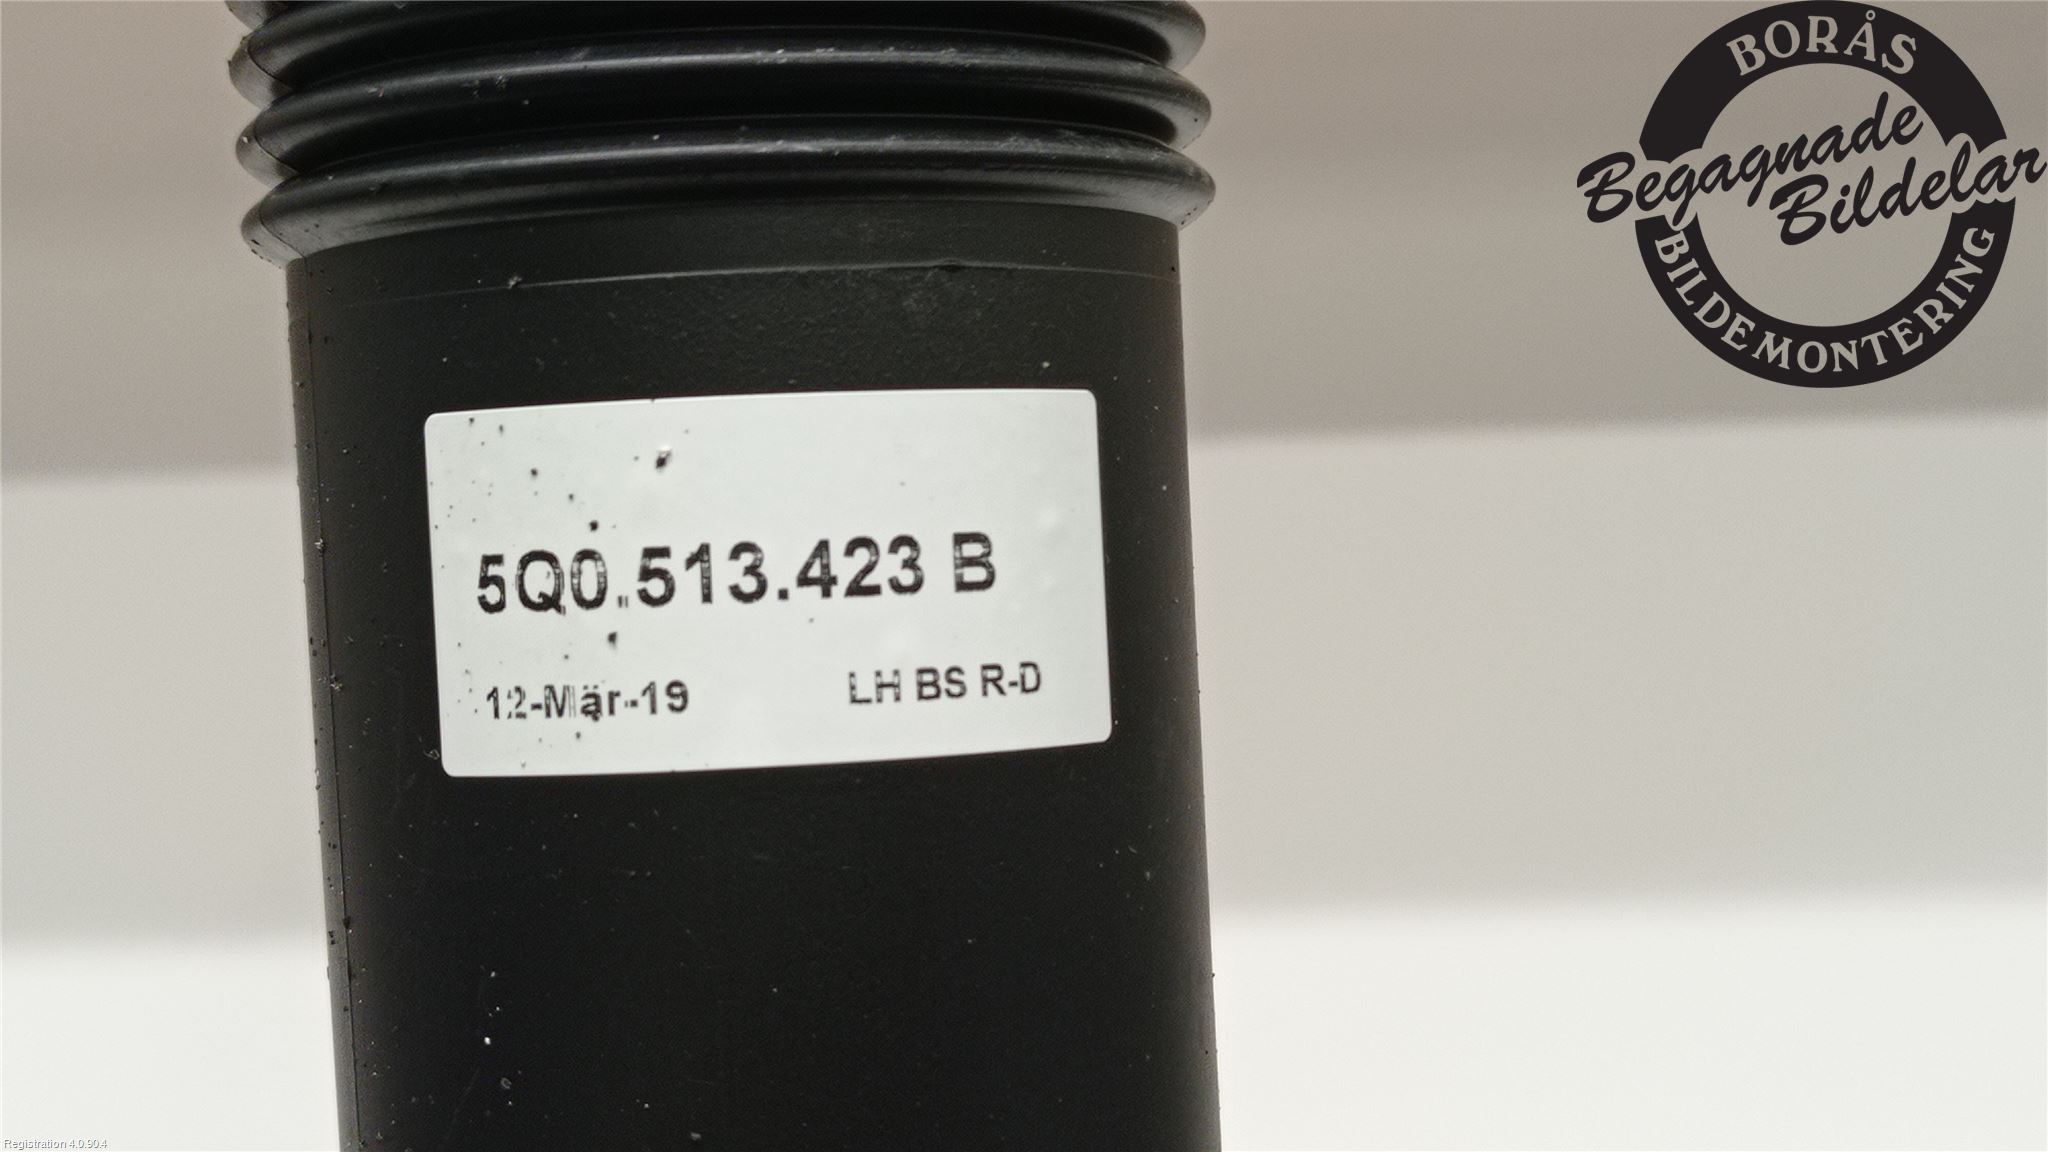 BORÅS
Begagnade
Bildelar
BILDEMONTERING
5Q0.513.423 B
12-Mär-19 LH BS R-D
Registration 4.0.90.4